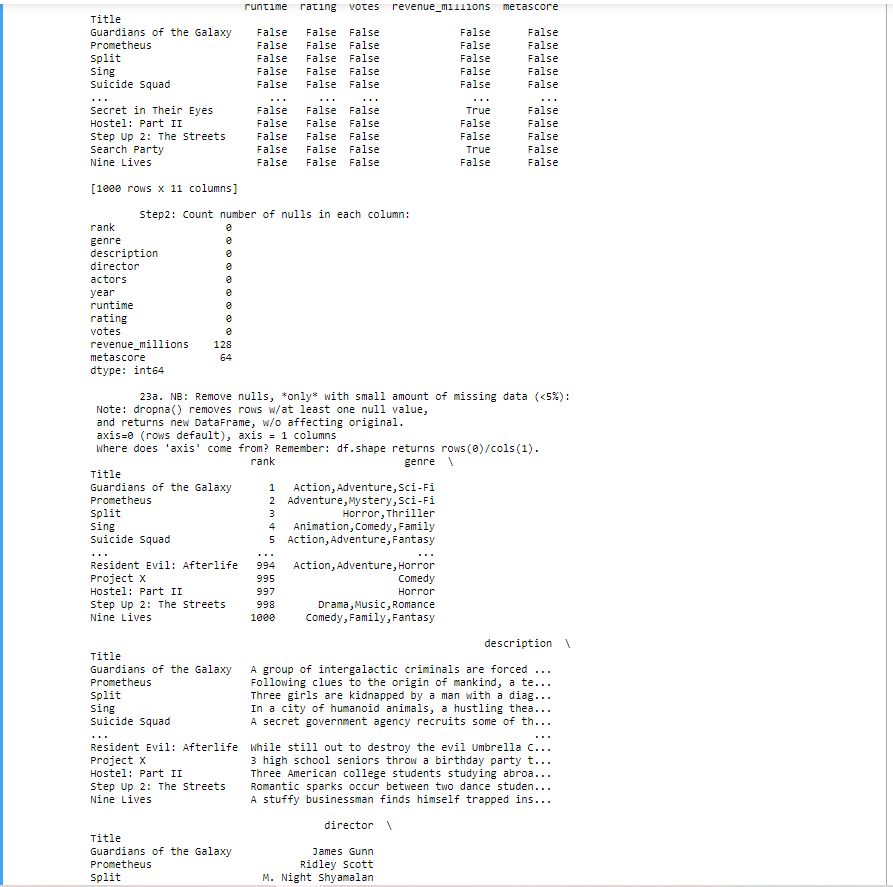 runtime rating votes revenue_millions metascore
Title
Guardians of the Galaxy False False False False False
Prometheus False False False False False
Split False False False False False
Sing False False False False False
Suicide Squad False False False False False
... ... ... ... ... ...
Secret in Their Eyes False False False True False
Hostel: Part II False False False False False
Step Up 2: The Streets False False False False False
Search Party False False False True False
Nine Lives False False False False False
[1000 rows x 11 columns]
Step2: Count number of nulls in each column:
rank 0
genre 0
description 0
director 0
actors 0
year 0
runtime 0
rating 0
votes 0
revenue_millions 128
metascore 64
dtype: int64
23a. NB: Remove nulls, *only* with small amount of missing data (<5%):
Note: dropna() removes rows w/at least one null value,
and returns new DataFrame, w/o affecting original.
axis=0 (rows default), axis = 1 columns
Where does 'axis' come from? Remember: df.shape returns rows(0)/cols(1).
rank genre \
Title
Guardians of the Galaxy 1 Action,Adventure,Sci-Fi
Prometheus 2 Adventure,Mystery,Sci-Fi
Split 3 Horror,Thriller
Sing 4 Animation,Comedy,Family
Suicide Squad 5 Action,Adventure,Fantasy
... ... ...
Resident Evil: Afterlife 994 Action,Adventure,Horror
Project X 995 Comedy
Hostel: Part II 997 Horror
Step Up 2: The Streets 998 Drama,Music,Romance
Nine Lives 1000 Comedy,Family,Fantasy
description \
Title
Guardians of the Galaxy A group of intergalactic criminals are forced ...
Prometheus Following clues to the origin of mankind, a te...
Split Three girls are kidnapped by a man with a diag...
Sing In a city of humanoid animals, a hustling thea...
Suicide Squad A secret government agency recruits some of th...
... ...
Resident Evil: Afterlife While still out to destroy the evil Umbrella C...
Project X 3 high school seniors throw a birthday party t...
Hostel: Part II Three American college students studying abroa...
Step Up 2: The Streets Romantic sparks occur between two dance studen...
Nine Lives A stuffy businessman finds himself trapped ins...
director \
Title
Guardians of the Galaxy James Gunn
Prometheus Ridley Scott
Split M. Night Shyamalan